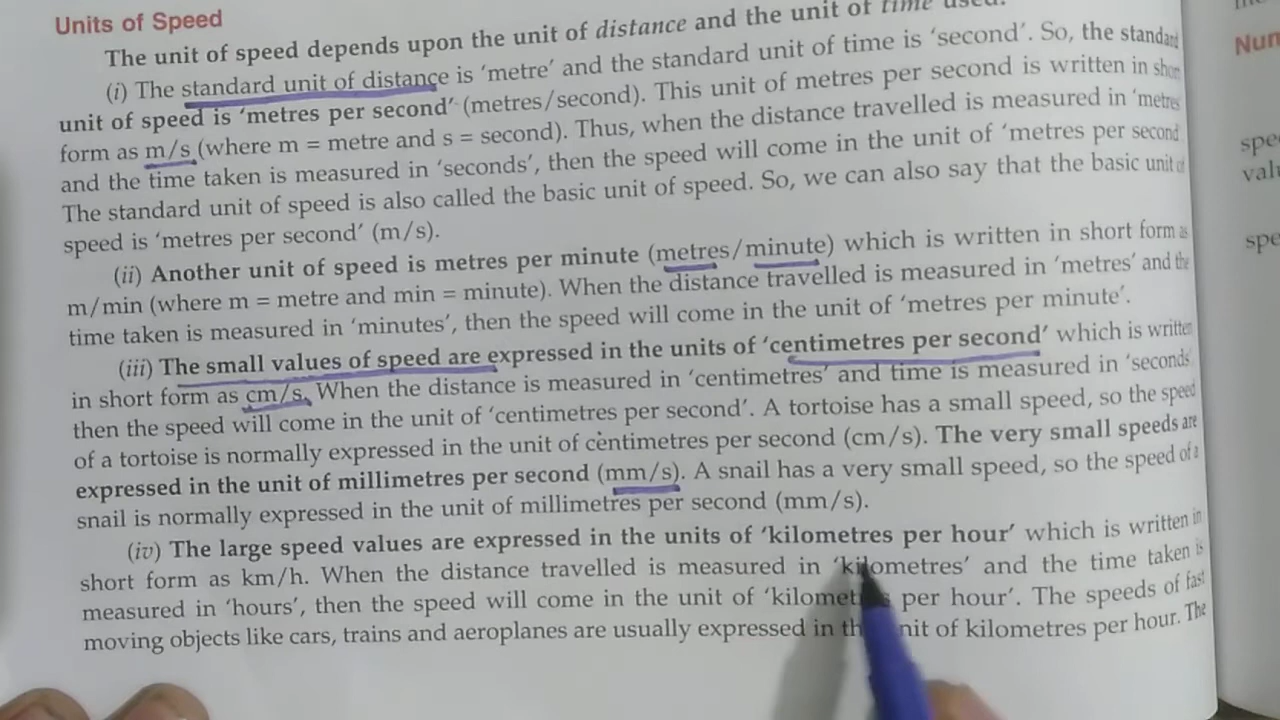 Units of Speed
The unit of speed depends upon the unit of distance and the unit of time used.
(i) The standard unit of distance is 'metre' and the standard unit of time is 'second'. So, the standard
unit of speed is 'metres per second' (metres/second). This unit of metres per second is written in short
form as m/s (where m = metre and s = second). Thus, when the distance travelled is measured in 'metres
and the time taken is measured in 'seconds', then the speed will come in the unit of 'metres per second
The standard unit of speed is also called the basic unit of speed. So, we can also say that the basic unit of
speed is 'metres per second' (m/s).
(ii) Another unit of speed is metres per minute (metres/minute) which is written in short form as
m/min (where m = metre and min = minute). When the distance travelled is measured in 'metres' and the
time taken is measured in 'minutes', then the speed will come in the unit of 'metres per minute'.
(iii) The small values of speed are expressed in the units of 'centimetres per second' which is written
in short form as cm/s. When the distance is measured in 'centimetres' and time is measured in 'seconds'
then the speed will come in the unit of 'centimetres per second'. A tortoise has a small speed, so the speed
of a tortoise is normally expressed in the unit of centimetres per second (cm/s). The very small speeds are
expressed in the unit of millimetres per second (mm/s). A snail has a very small speed, so the speed of a
snail is normally expressed in the unit of millimetres per second (mm/s).
(iv) The large speed values are expressed in the units of 'kilometres per hour' which is written in
short form as km/h. When the distance travelled is measured in 'kilometres' and the time taken is
measured in 'hours', then the speed will come in the unit of 'kilometres per hour'. The speeds of fast
moving objects like cars, trains and aeroplanes are usually expressed in the unit of kilometres per hour. The
Num
spe
valu
spe